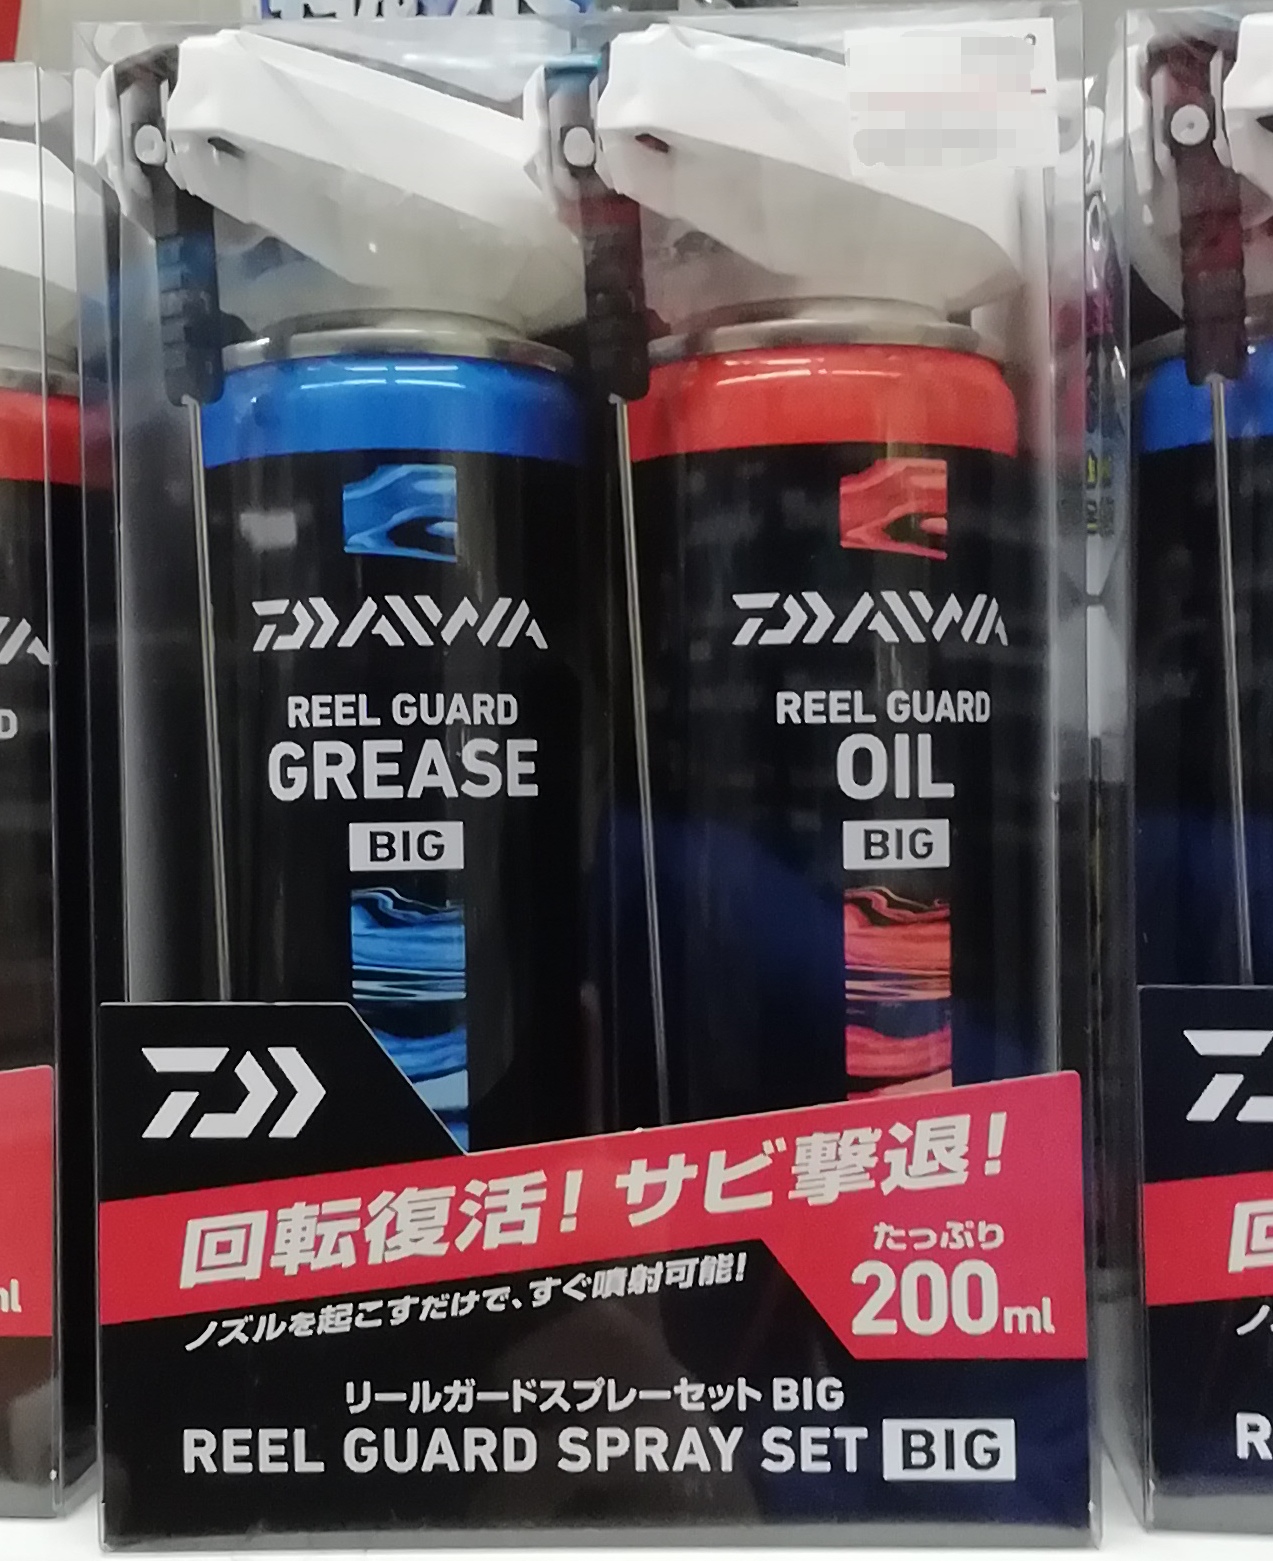 DAIWA
REEL GUARD
GREASE
BIG
DAIWA
REEL GUARD
OIL
BIG
回転復活！サビ撃退！
ノズルを起こすだけで、すぐ噴射可能！
たっぷり
200ml
リールガードスプレーセット BIG
REEL GUARD SPRAY SET BIG